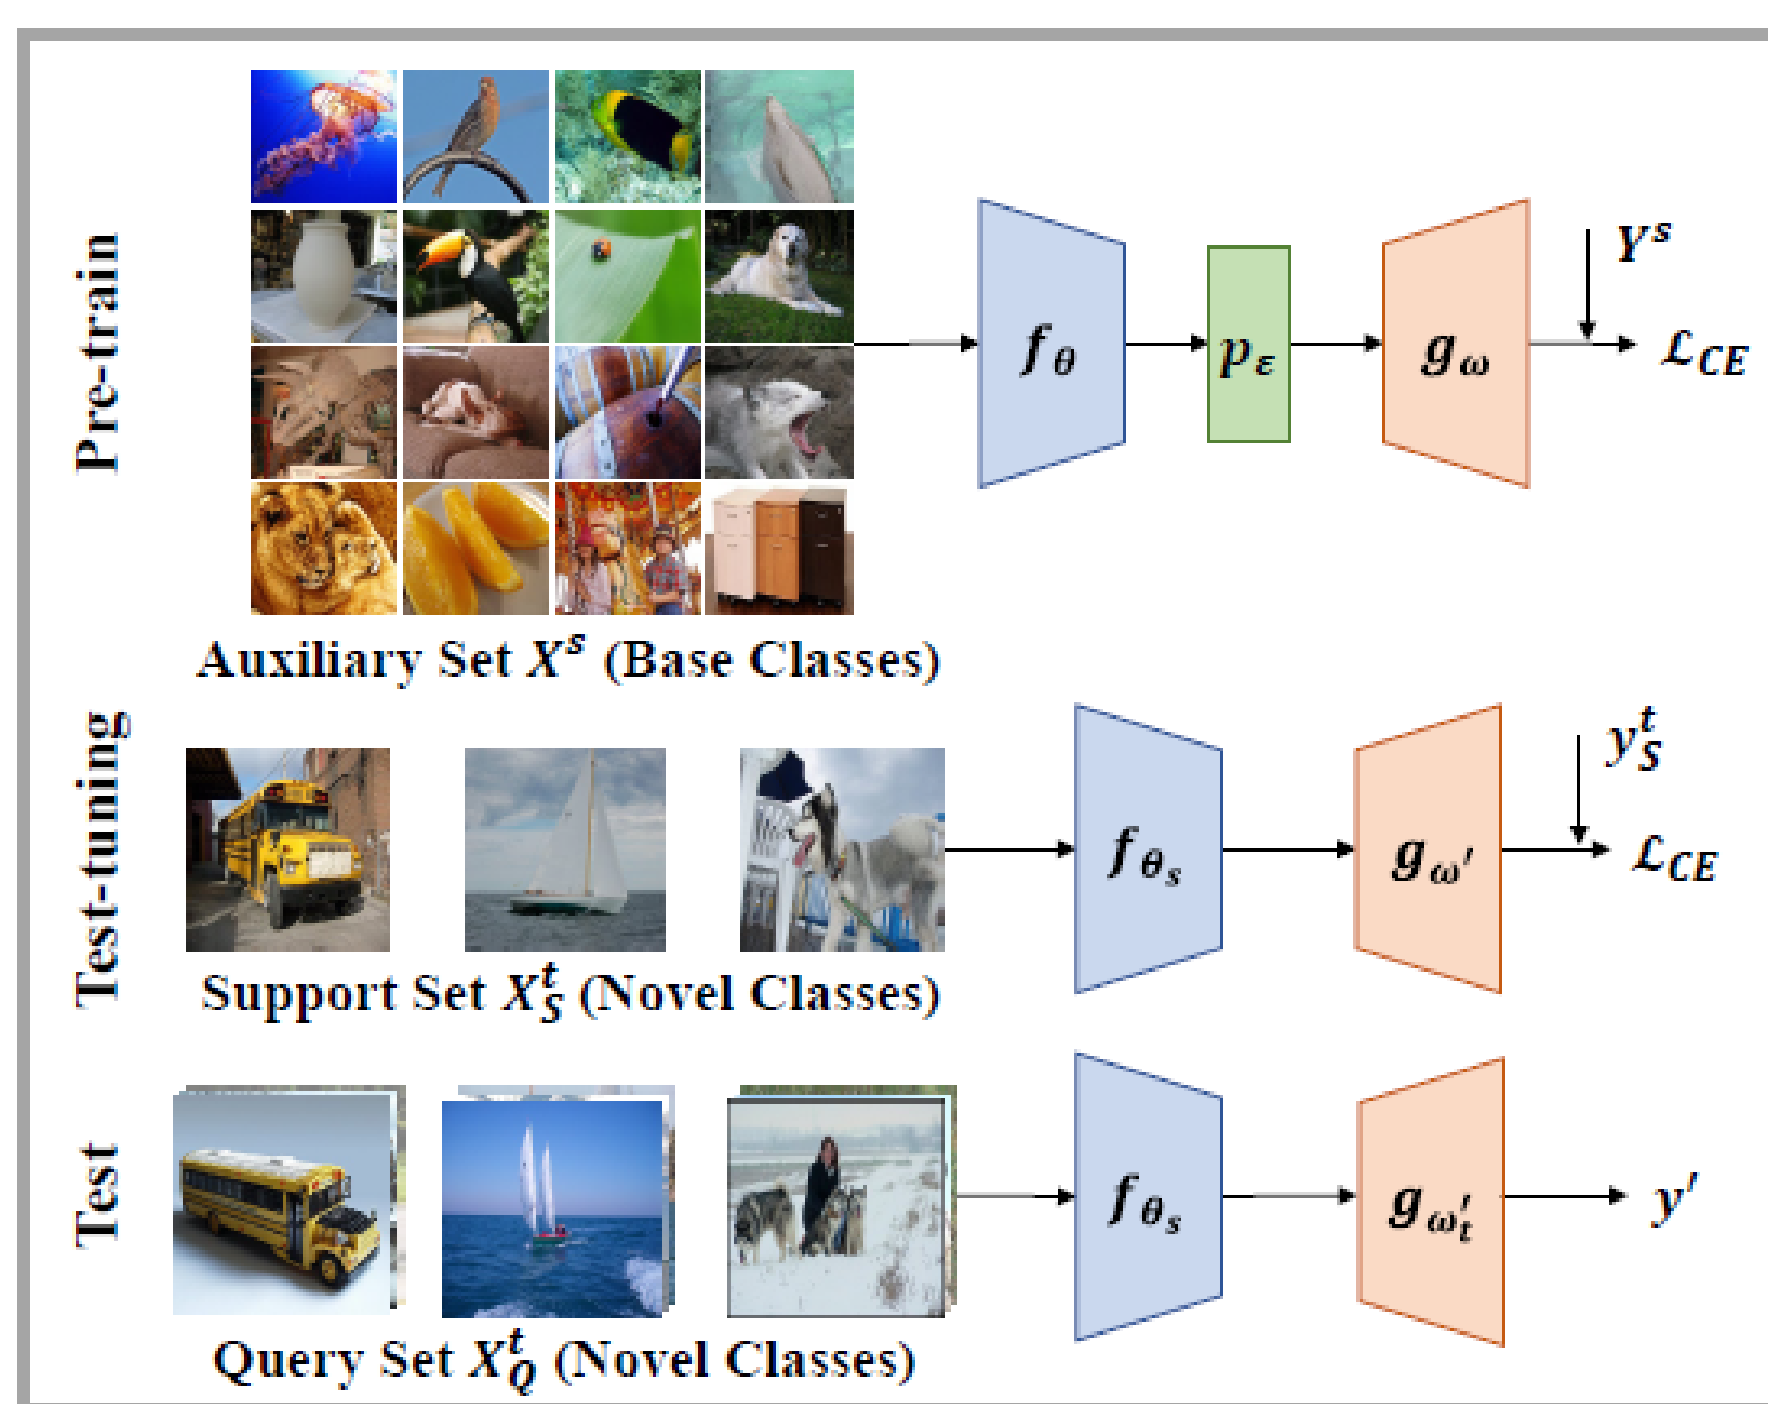 Pre-train
f_θ
p_ε
g_ω
Y^s
ℒ_CE
Auxiliary Set X^s (Base Classes)
Test-tuning
f_θ_s
g_ω′
y_S^t
ℒ_CE
Support Set X_S^t (Novel Classes)
Test
f_θ_s
g_ω′_t
y′
Query Set X_Q^t (Novel Classes)